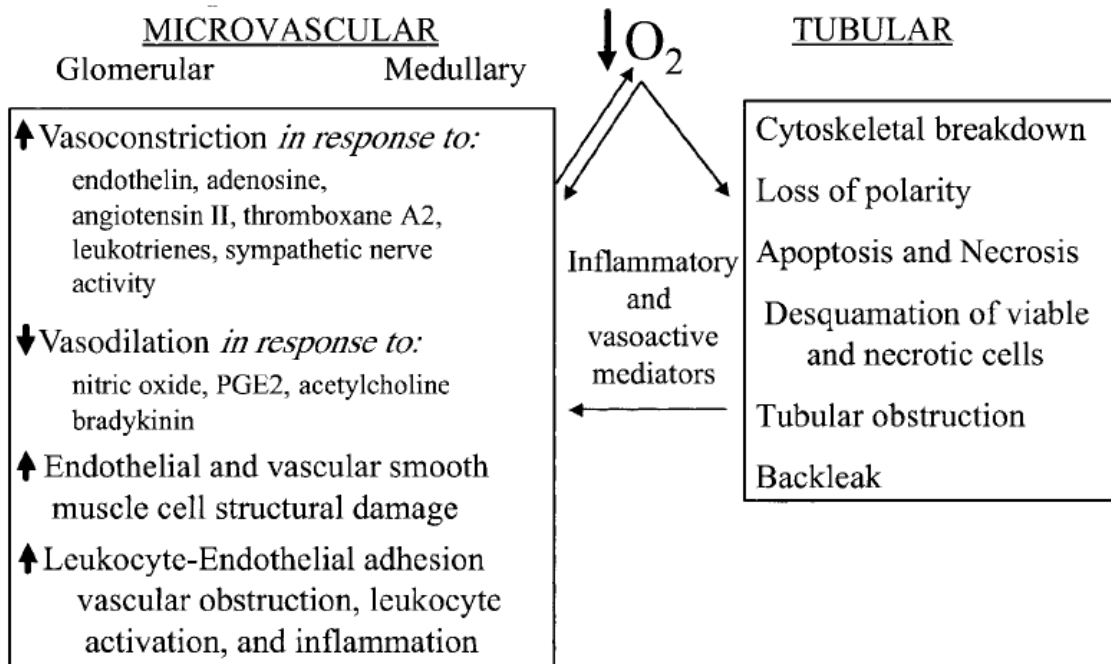 MICROVASCULAR
Glomerular Medullary
↓O₂
TUBULAR
↑Vasoconstriction in response to:
endothelin, adenosine,
angiotensin II, thromboxane A2,
leukotrienes, sympathetic nerve
activity
↓Vasodilation in response to:
nitric oxide, PGE2, acetylcholine
bradykinin
↑Endothelial and vascular smooth
muscle cell structural damage
↑Leukocyte-Endothelial adhesion
vascular obstruction, leukocyte
activation, and inflammation
Inflammatory
and
vasoactive
mediators
Cytoskeletal breakdown
Loss of polarity
Apoptosis and Necrosis
Desquamation of viable
and necrotic cells
Tubular obstruction
Backleak